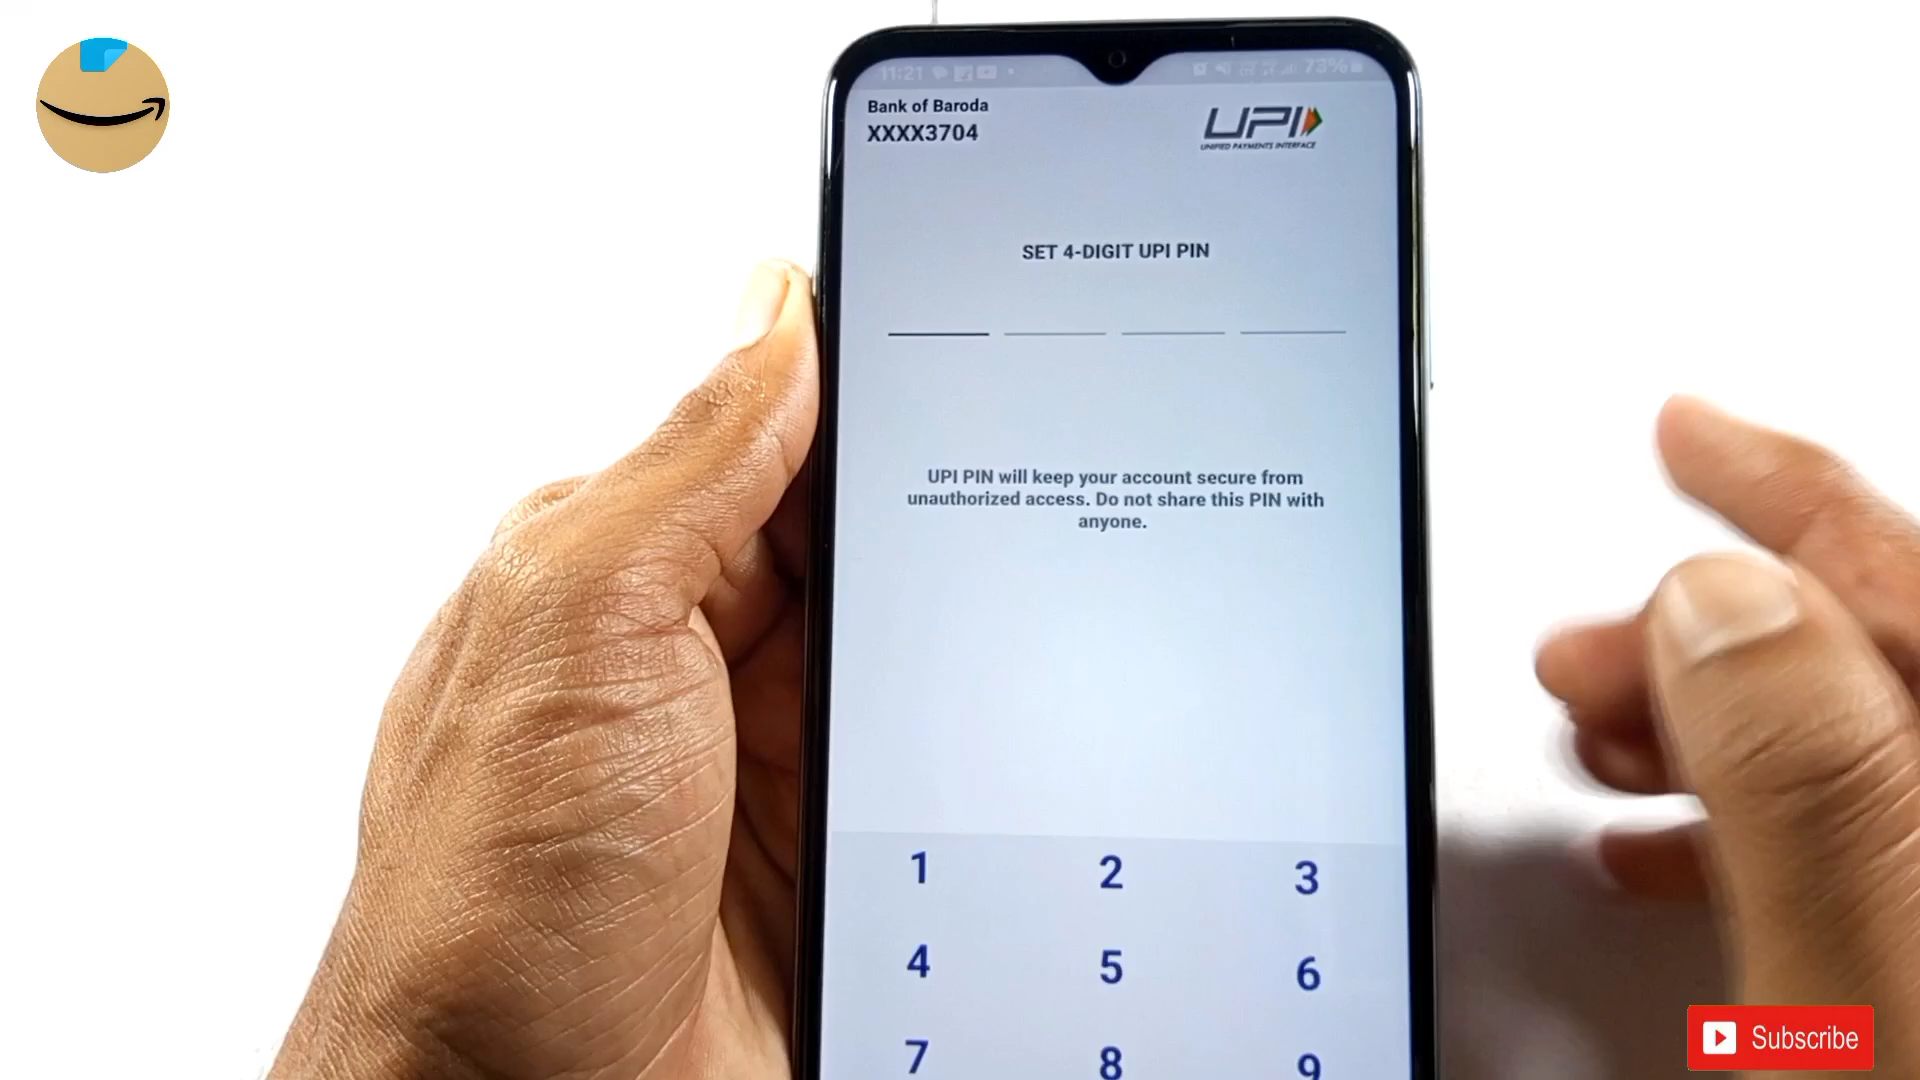 11:21
73%
Bank of Baroda
XXXX3704
UPI
UNIFIED PAYMENTS INTERFACE
SET 4-DIGIT UPI PIN
UPI PIN will keep your account secure from
unauthorized access. Do not share this PIN with
anyone.
1 2 3
4 5 6
7 8 9
Subscribe